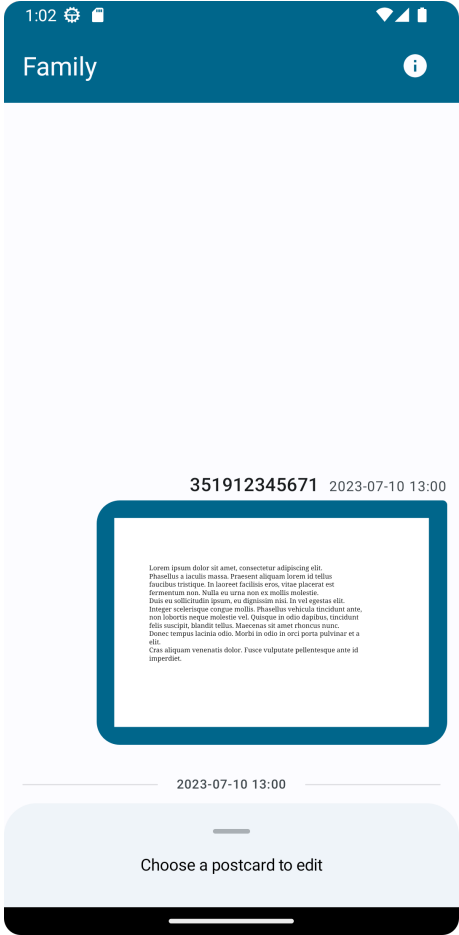 1:02
Family
351912345671 2023-07-10 13:00
Lorem ipsum dolor sit amet, consectetur adipiscing elit.
Phasellus a iaculis massa. Praesent aliquam lorem id tellus
faucibus tristique. In laoreet facilisis eros, vitae placerat est
fermentum non. Nulla eu urna non ex mollis molestie.
Duis eu sollicitudin ipsum, eu dignissim nisi. In vel egestas elit.
Integer scelerisque congue mollis. Phasellus vehicula tincidunt ante,
non lobortis neque molestie vel. Quisque in odio dapibus, tincidunt
felis suscipit, blandit tellus. Maecenas sit amet rhoncus nunc.
Donec tempus lacinia odio. Morbi in odio in orci porta pulvinar et a
elit.
Cras aliquam venenatis dolor. Fusce vulputate pellentesque ante id
imperdiet.
2023-07-10 13:00
Choose a postcard to edit